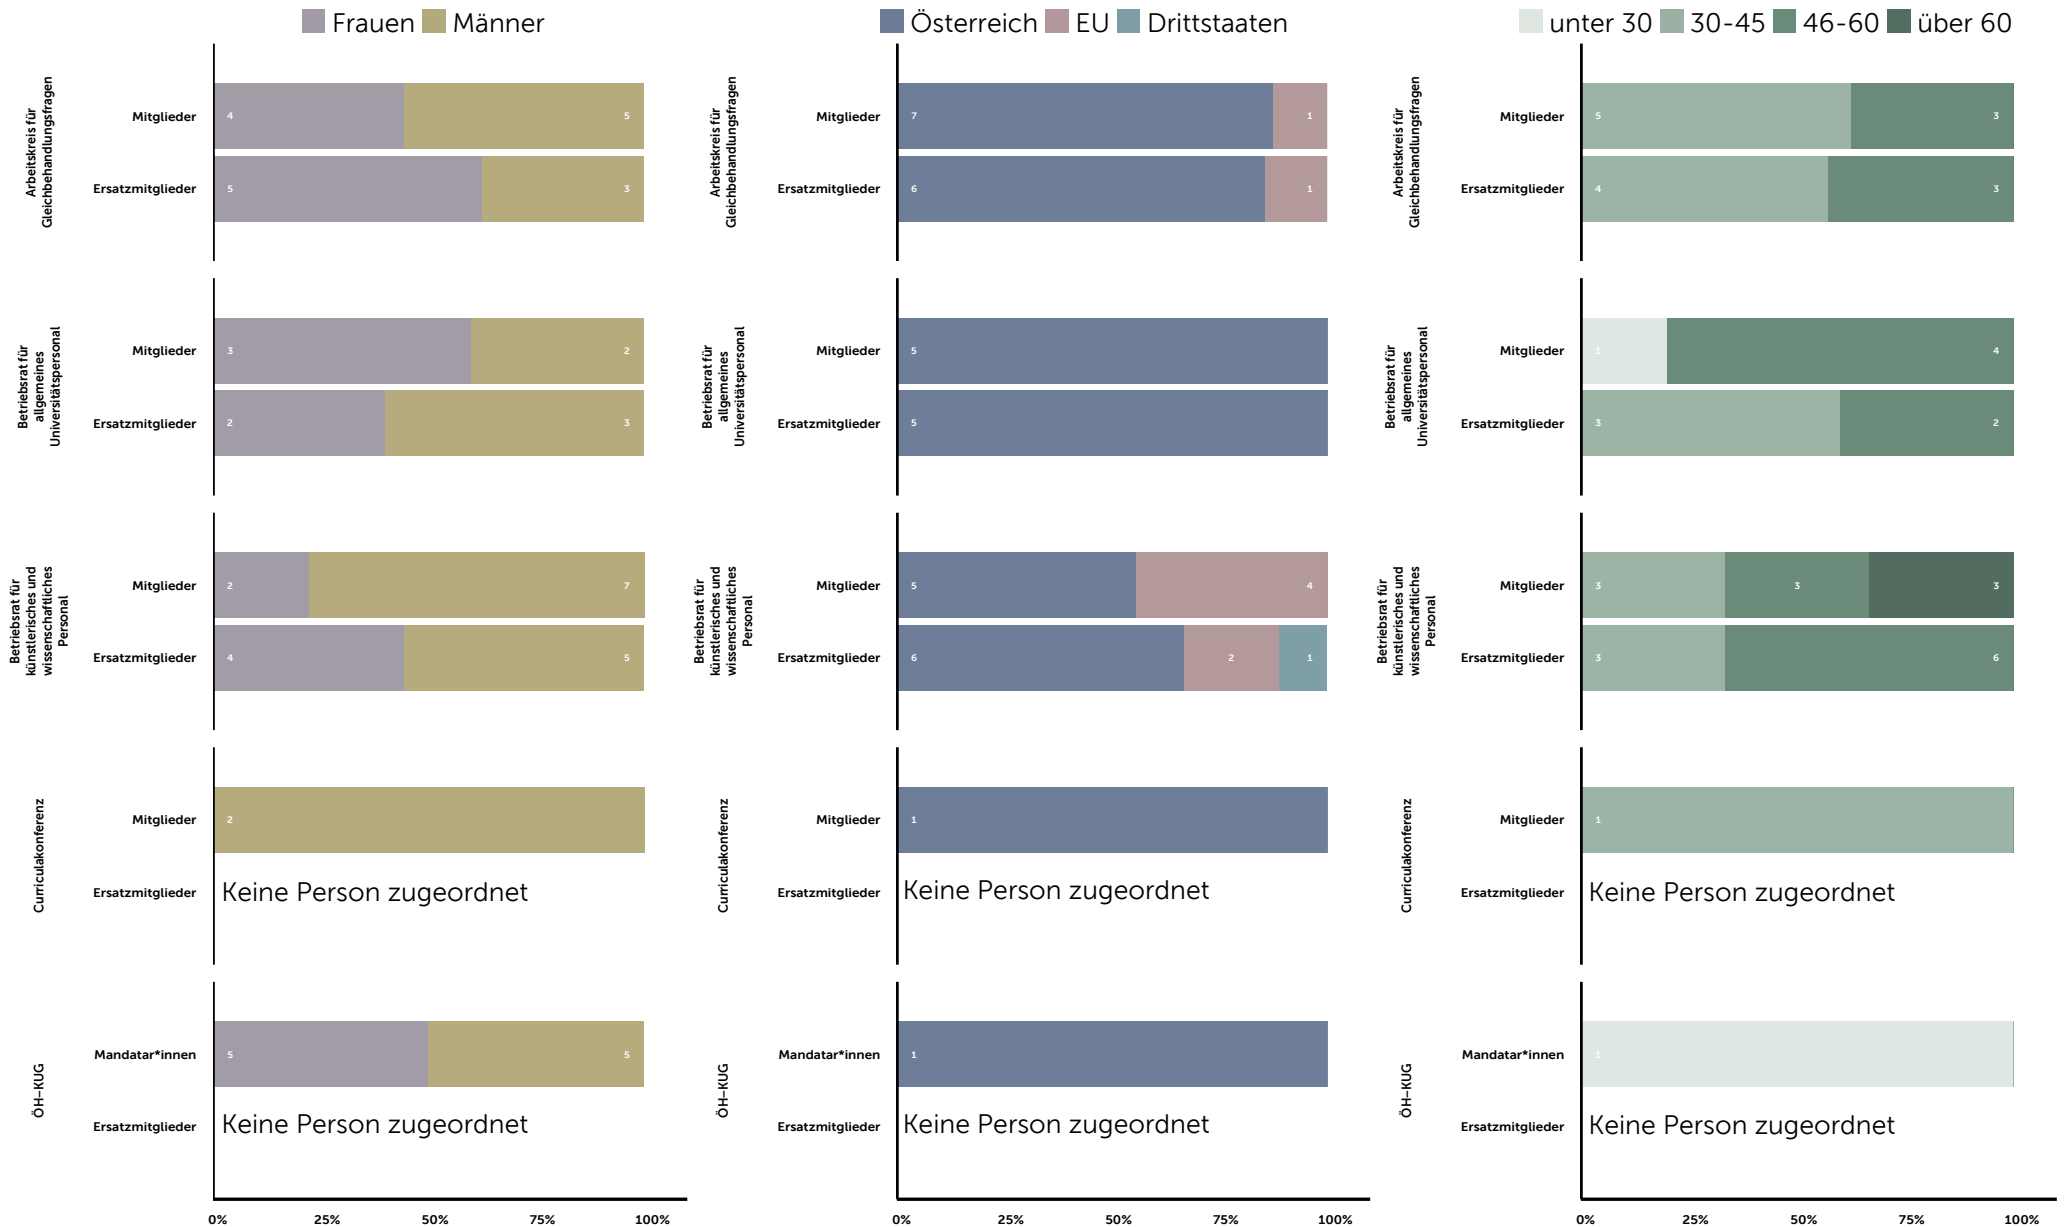 Frauen Männer
Arbeitskreis für
Gleichbehandlungsfragen
Mitglieder
4 5
Ersatzmitglieder
5 3
Betriebsrat für
allgemeines
Universitätspersonal
Mitglieder
3 2
Ersatzmitglieder
2 3
Betriebsrat für
künstlerisches und
wissenschaftliches
Personal
Mitglieder
2 7
Ersatzmitglieder
4 5
Curriculakonferenz
Mitglieder
2
Ersatzmitglieder
Keine Person zugeordnet
ÖH–KUG
Mandatar*innen
5 5
Ersatzmitglieder
Keine Person zugeordnet
0% 25% 50% 75% 100%
Österreich EU Drittstaaten
Arbeitskreis für
Gleichbehandlungsfragen
Mitglieder
7 1
Ersatzmitglieder
6 1
Betriebsrat für
allgemeines
Universitätspersonal
Mitglieder
5
Ersatzmitglieder
5
Betriebsrat für
künstlerisches und
wissenschaftliches
Personal
Mitglieder
5 4
Ersatzmitglieder
6 2 1
Curriculakonferenz
Mitglieder
1
Ersatzmitglieder
Keine Person zugeordnet
ÖH–KUG
Mandatar*innen
1
Ersatzmitglieder
Keine Person zugeordnet
0% 25% 50% 75% 100%
unter 30 30-45 46-60 über 60
Arbeitskreis für
Gleichbehandlungsfragen
Mitglieder
5 3
Ersatzmitglieder
4 3
Betriebsrat für
allgemeines
Universitätspersonal
Mitglieder
1 4
Ersatzmitglieder
3 2
Betriebsrat für
künstlerisches und
wissenschaftliches
Personal
Mitglieder
3 3 3
Ersatzmitglieder
3 6
Curriculakonferenz
Mitglieder
1
Ersatzmitglieder
Keine Person zugeordnet
ÖH–KUG
Mandatar*innen
1
Ersatzmitglieder
Keine Person zugeordnet
0% 25% 50% 75% 100%